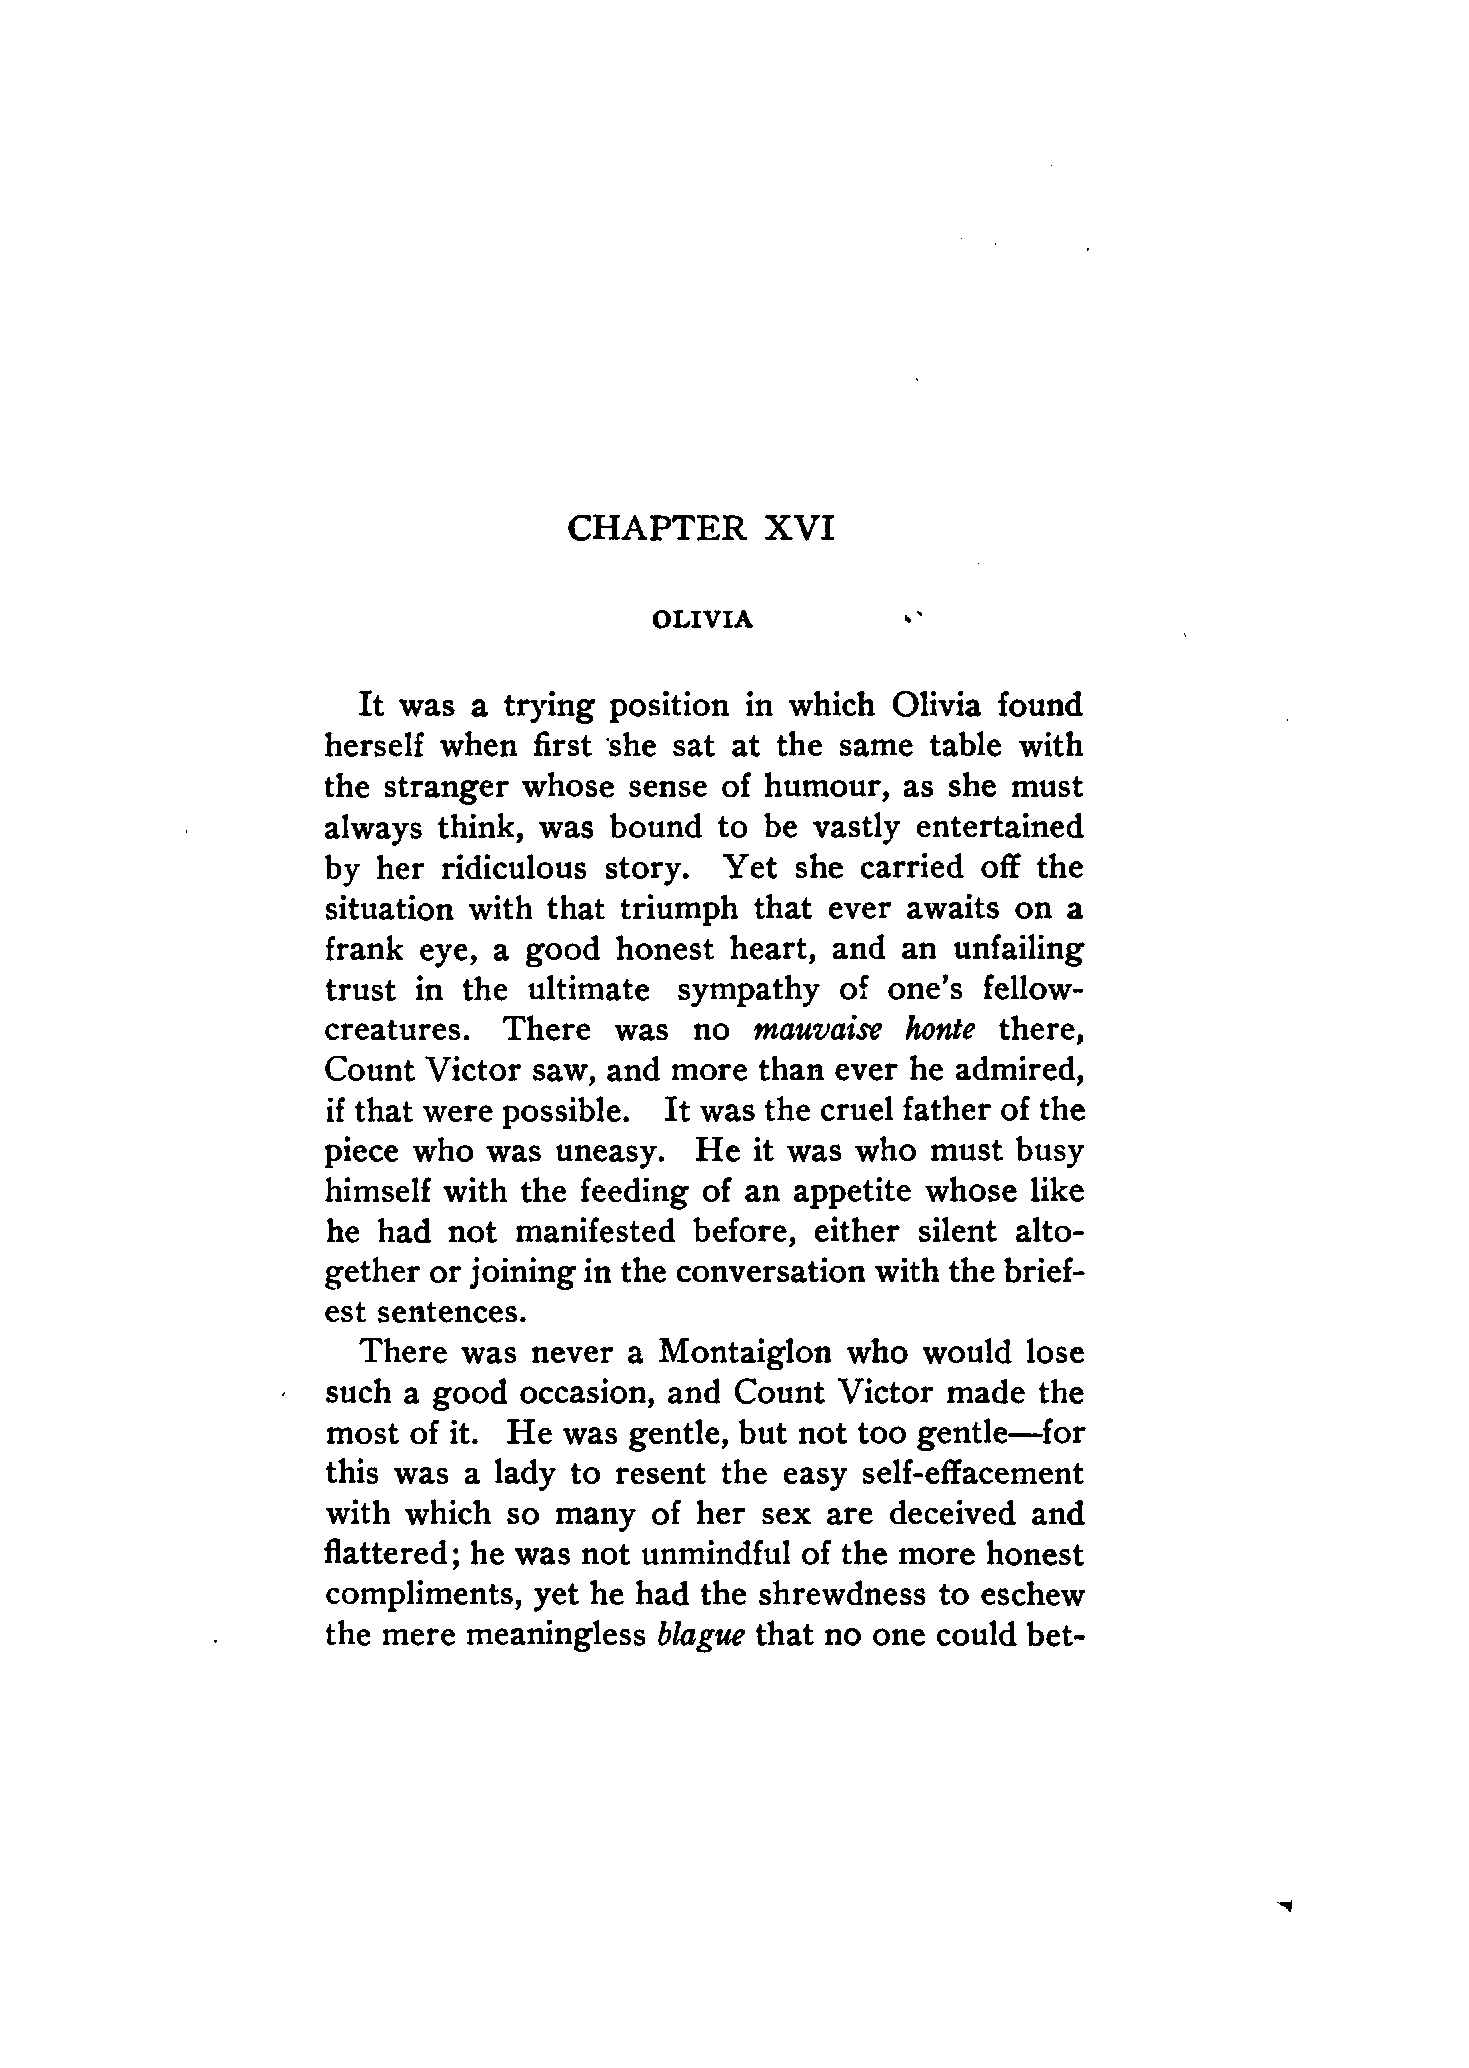 CHAPTER XVI
OLIVIA
It was a trying position in which Olivia found
herself when first she sat at the same table with
the stranger whose sense of humour, as she must
always think, was bound to be vastly entertained
by her ridiculous story. Yet she carried off the
situation with that triumph that ever awaits on a
frank eye, a good honest heart, and an unfailing
trust in the ultimate sympathy of one's fellow-
creatures. There was no mauvaise honte there,
Count Victor saw, and more than ever he admired,
if that were possible. It was the cruel father of the
piece who was uneasy. He it was who must busy
himself with the feeding of an appetite whose like
he had not manifested before, either silent alto-
gether or joining in the conversation with the brief-
est sentences.
There was never a Montaiglon who would lose
such a good occasion, and Count Victor made the
most of it. He was gentle, but not too gentle—for
this was a lady to resent the easy self-effacement
with which so many of her sex are deceived and
flattered; he was not unmindful of the more honest
compliments, yet he had the shrewdness to eschew
the mere meaningless blague that no one could bet-